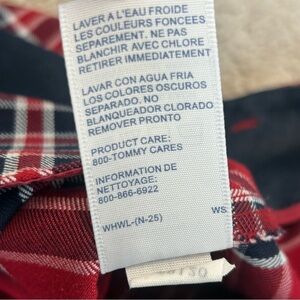 LAVER A L'EAU FROIDE
LES COULEURS FONCEES
SEPAREMENT. NE PAS
BLANCHIR AVEC CHLORE
RETIRER IMMEDIATEMENT
LAVAR CON AGUA FRIA
LOS COLORES OSCUROS
SEPARADO. NO
BLANQUEADOR CLORADO
REMOVER PRONTO
PRODUCT CARE:
800-TOMMY CARES
INFORMATION DE
NETTOYAGE:
800-866-6922
WHWL-(N-25) WS